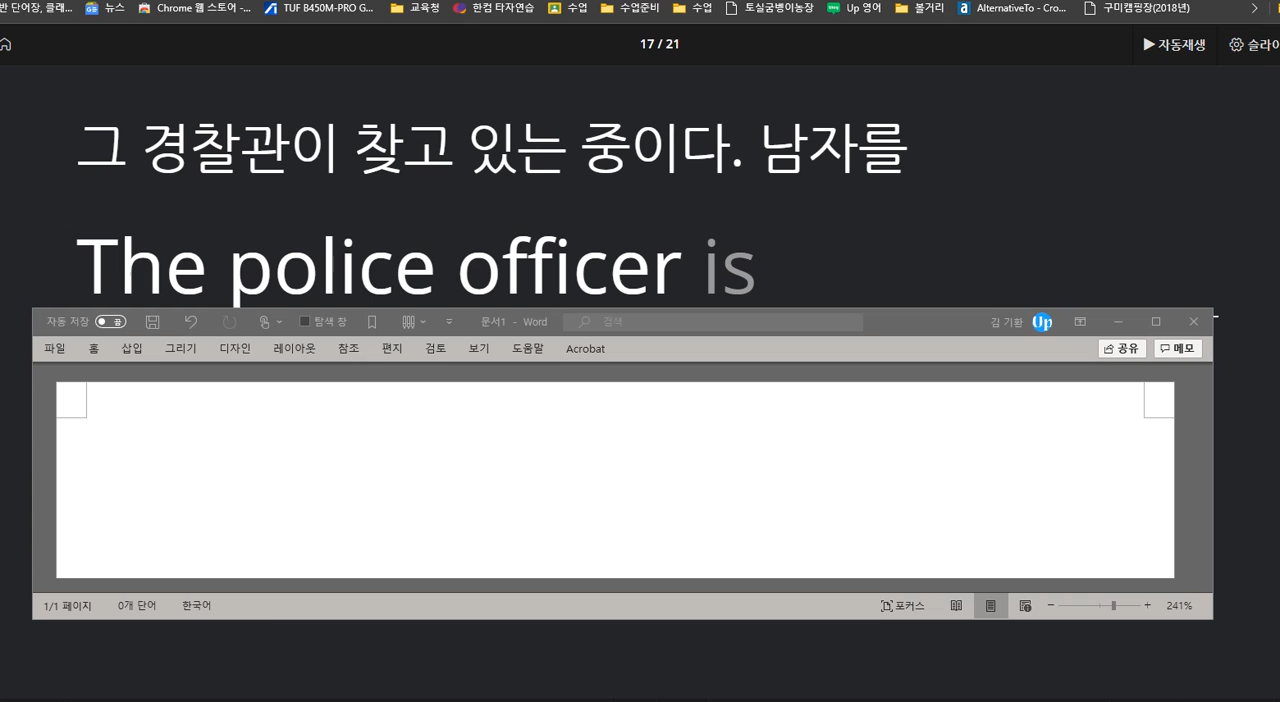 반 단어장, 클래... 뉴스 Chrome 웹 스토어 -... TUF B450M-PRO G... 교육청 한컴 타자연습 수업 수업준비 수업 토실굼벵이농장 Up 영어 볼거리 AlternativeTo - Cro... 구미캠핑장(2018년)
17 / 21 자동재생 슬라이
그 경찰관이 찾고 있는 중이다. 남자를
The police officer is
자동 저장 끔 탐색 창 문서1 - Word 검색 김 기환 Up
파일 홈 삽입 그리기 디자인 레이아웃 참조 편지 검토 보기 도움말 Acrobat 공유 메모
1/1 페이지 0개 단어 한국어 포커스 241%